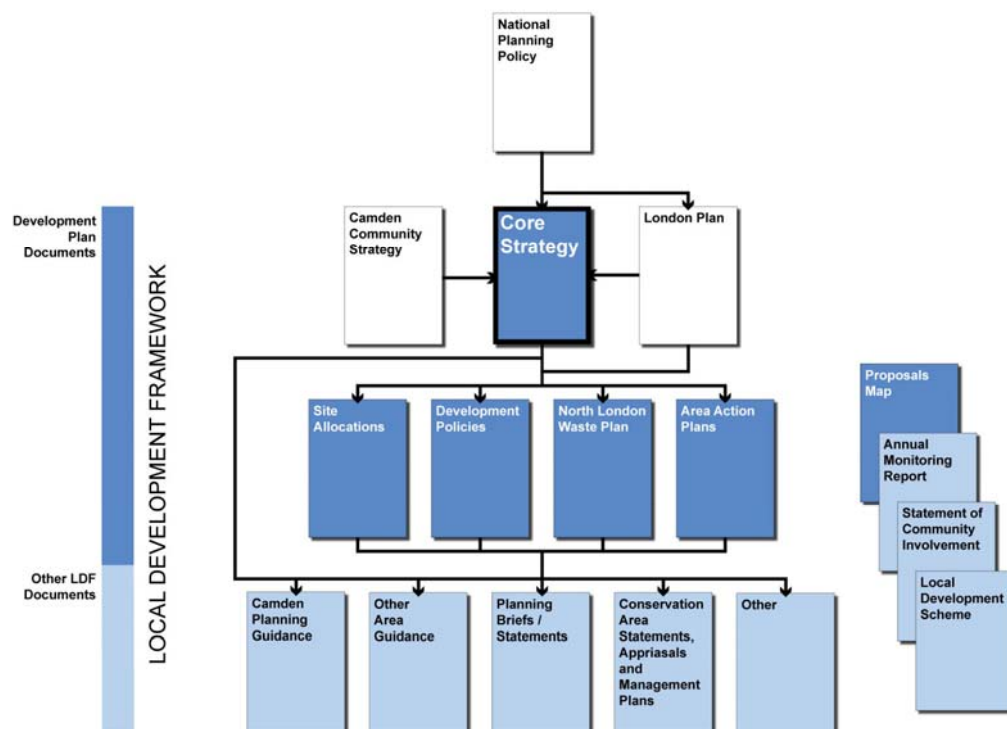 National
Planning
Policy
Development
Plan
Documents
Camden
Community
Strategy
Core
Strategy
London Plan
LOCAL DEVELOPMENT FRAMEWORK
Site
Allocations
Development
Policies
North London
Waste Plan
Area Action
Plans
Proposals
Map
Annual
Monitoring
Report
Statement of
Community
Involvement
Local
Development
Scheme
Other LDF
Documents
Camden
Planning
Guidance
Other
Area
Guidance
Planning
Briefs /
Statements
Conservation
Area
Statements,
Appriasals
and
Management
Plans
Other